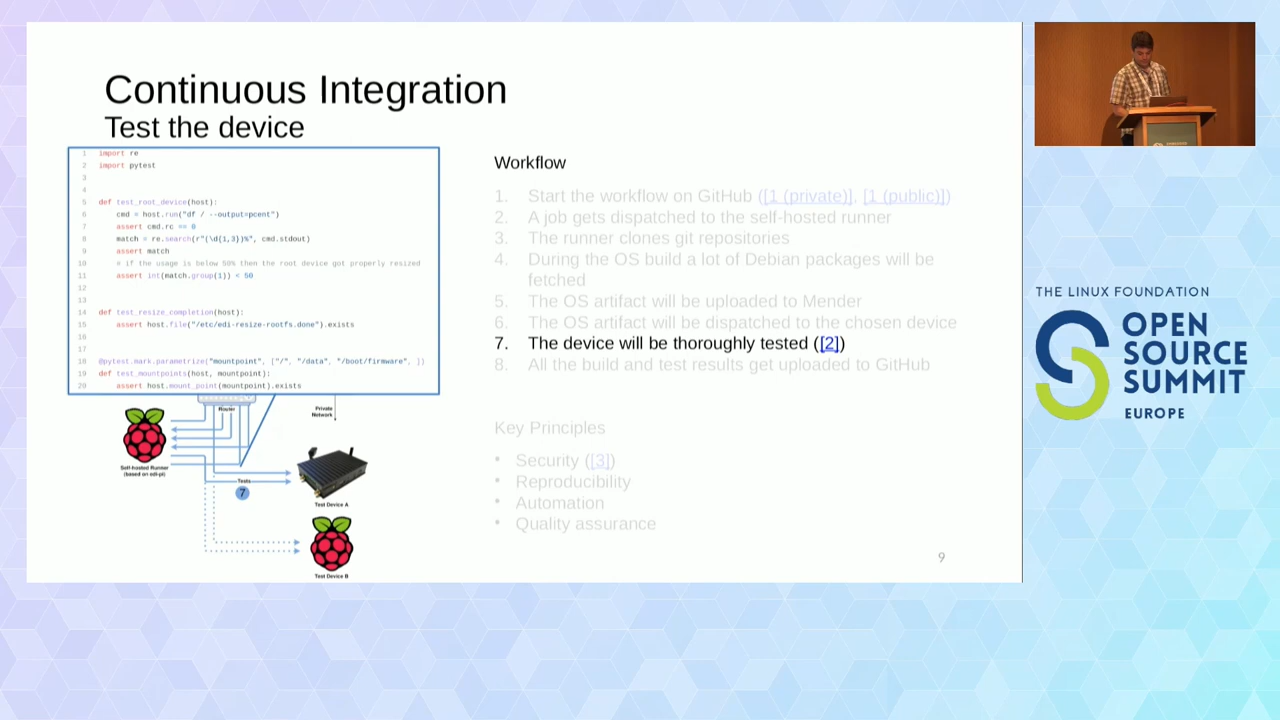 Continuous Integration
Test the device
1 import re
2 import pytest
3
4
5 def test_root_device(host):
6 cmd = host.run("df / --output=pcent")
7 assert cmd.rc == 0
8 match = re.search(r"(\d{1,3})%", cmd.stdout)
9 assert match
10 # if the usage is below 50% then the root device got properly resized
11 assert int(match.group(1)) < 50
12
13
14 def test_resize_completion(host):
15 assert host.file("/etc/edi-resize-rootfs.done").exists
16
17
18 @pytest.mark.parametrize("mountpoint", ["/", "/data", "/boot/firmware", ])
19 def test_mountpoints(host, mountpoint):
20 assert host.mount_point(mountpoint).exists
Router
Private
Network
Self-hosted Runner
(based on edi-pi)
Tests
7
Test Device A
Test Device B
Workflow
1. Start the workflow on GitHub ([1 (private)], [1 (public)])
2. A job gets dispatched to the self-hosted runner
3. The runner clones git repositories
4. During the OS build a lot of Debian packages will be
fetched
5. The OS artifact will be uploaded to Mender
6. The OS artifact will be dispatched to the chosen device
7. The device will be thoroughly tested ([2])
8. All the build and test results get uploaded to GitHub
Key Principles
• Security ([3])
• Reproducibility
• Automation
• Quality assurance
9
THE LINUX FOUNDATION
OPEN
SOURCE
SUMMIT
EUROPE